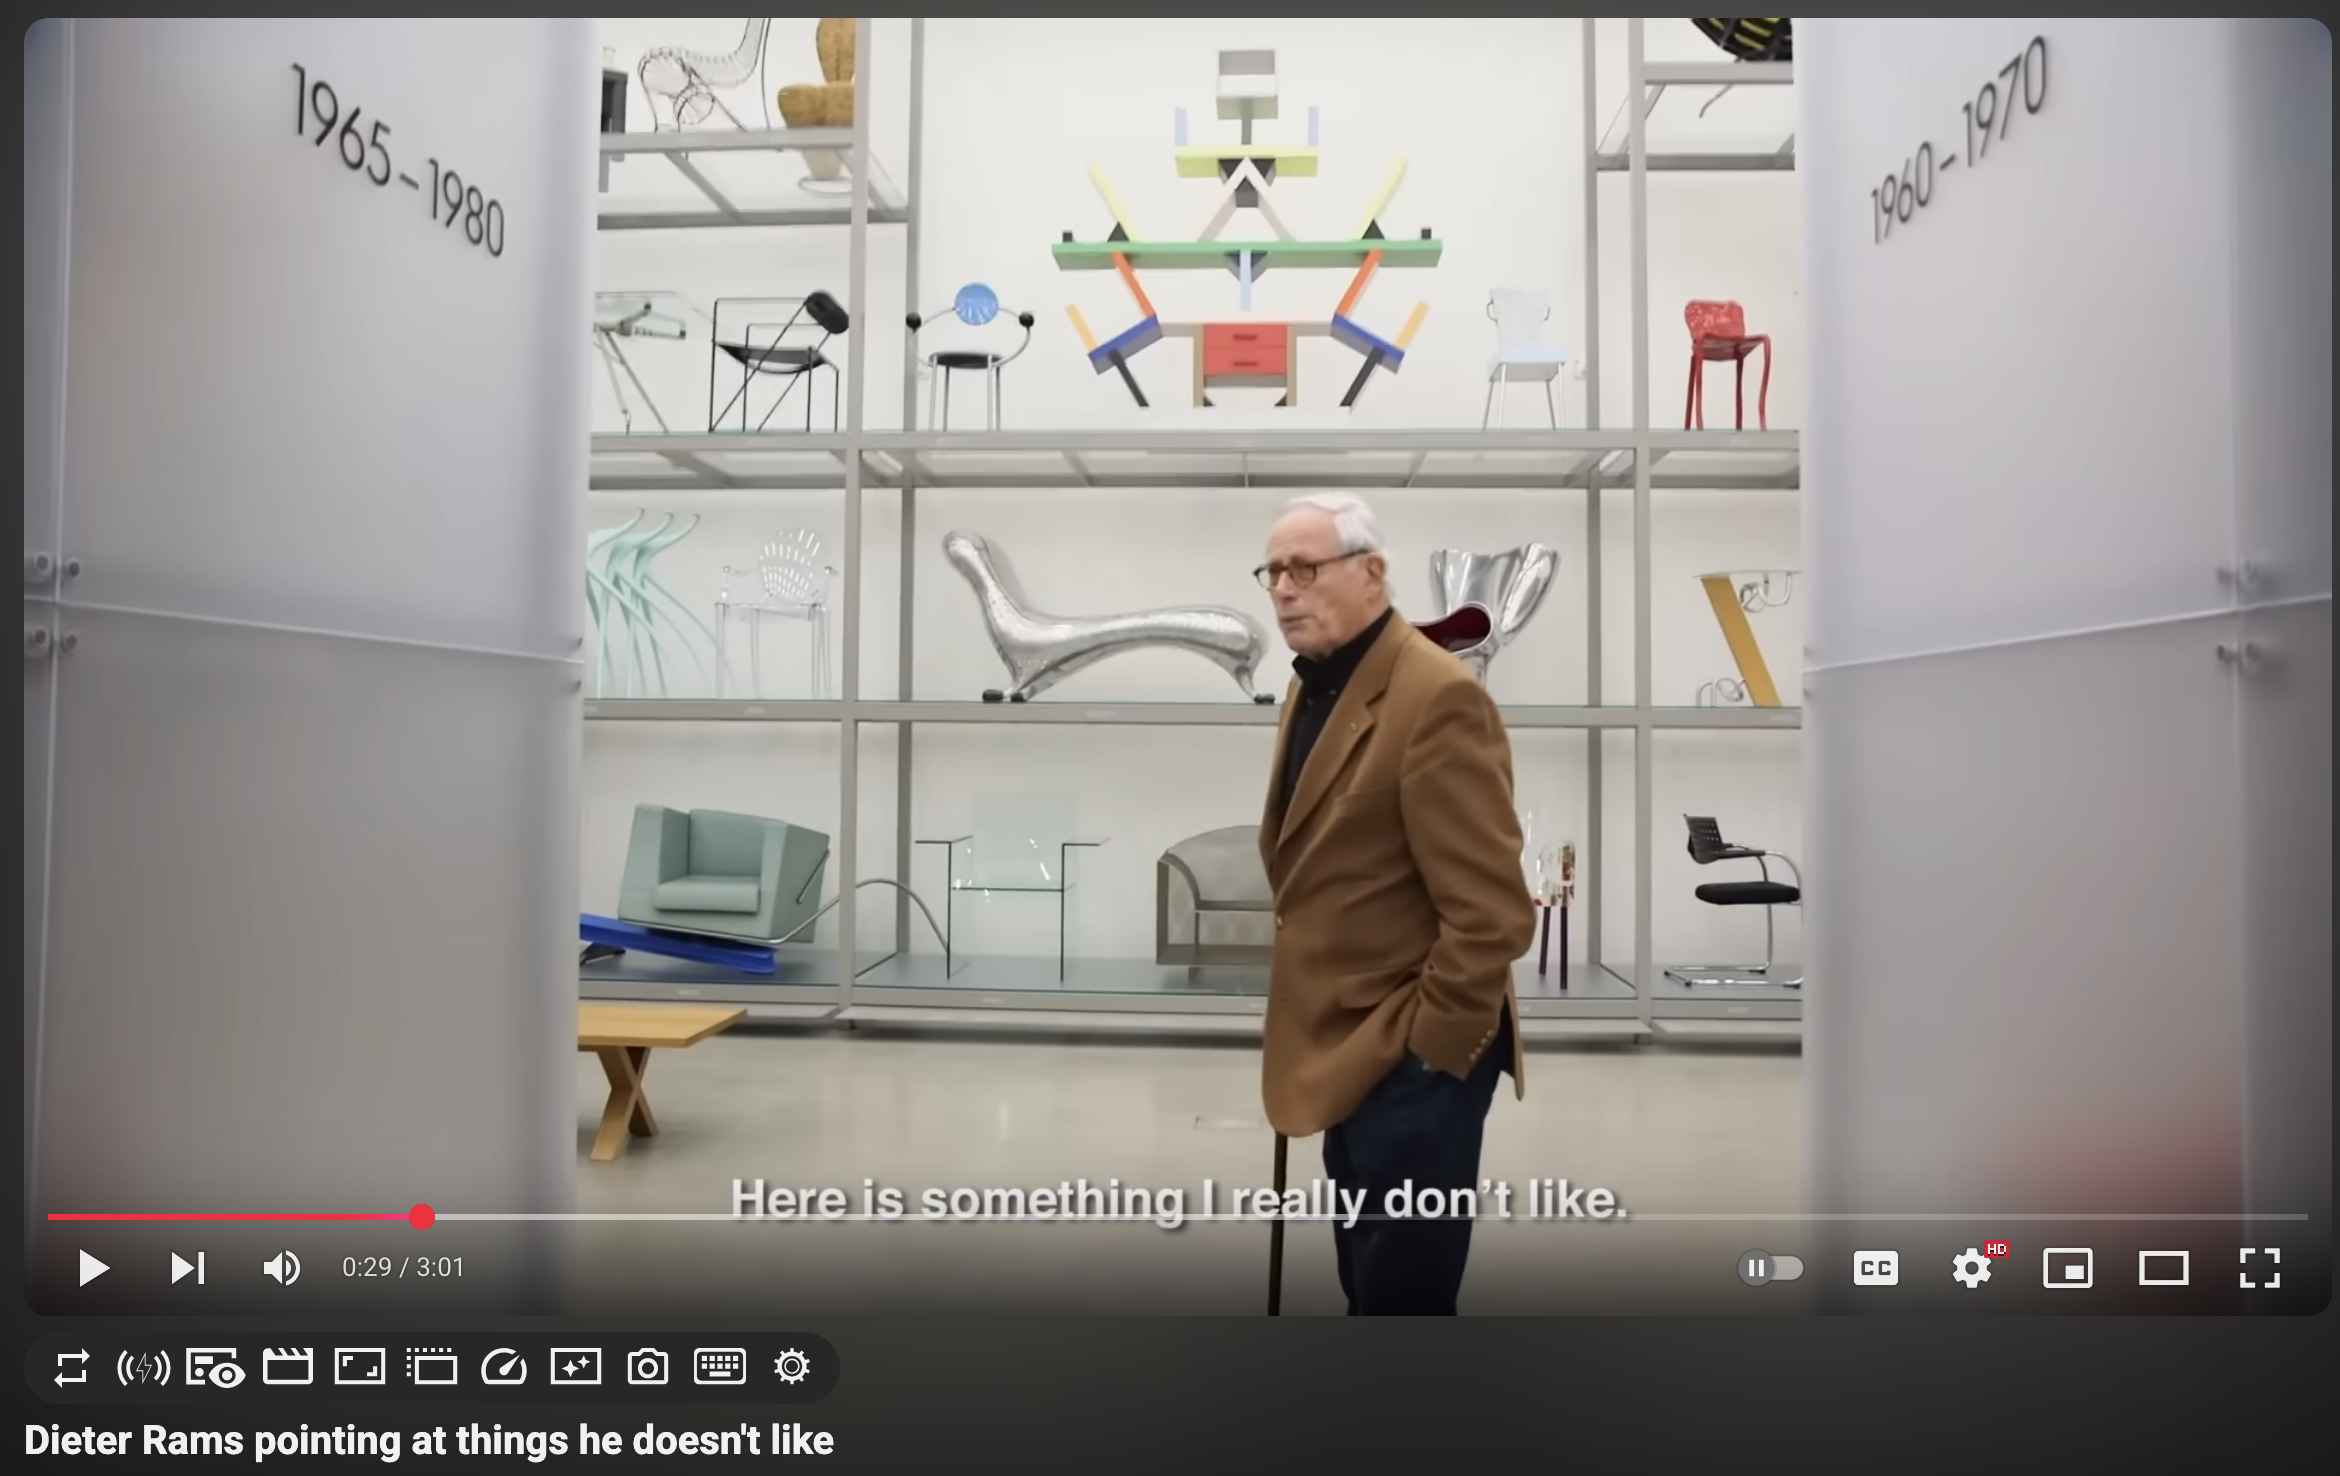 1965–1980
1960–1970
Here is something I really don't like.
0:29 / 3:01
CC
HD
Dieter Rams pointing at things he doesn't like